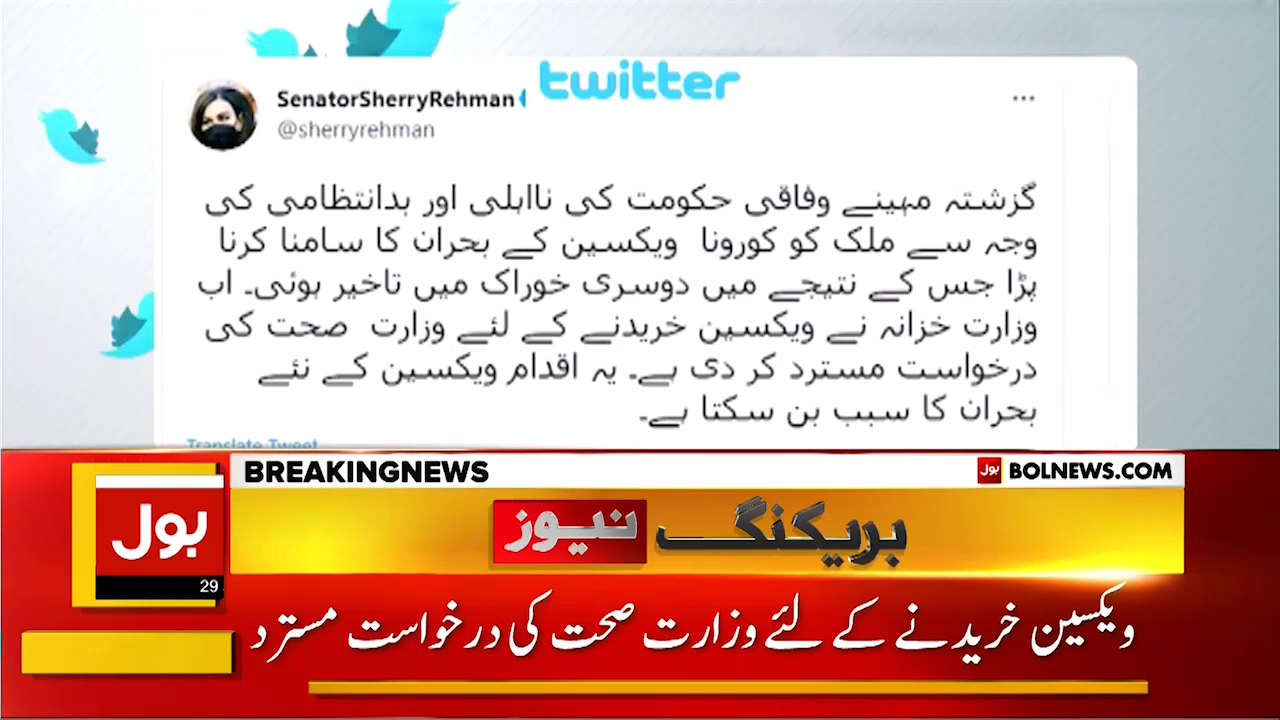 twitter
SenatorSherryRehman
@sherryrehman
گزشتہ مہینے وفاقی حکومت کی نااہلی اور بدانتظامی کی
وجہ سے ملک کو کورونا ویکسین کے بحران کا سامنا کرنا
پڑا جس کے نتیجے میں دوسری خوراک میں تاخیر ہوئی۔ اب
وزارت خزانہ نے ویکسین خریدنے کے لئے وزارت صحت کی
درخواست مسترد کر دی ہے۔ یہ اقدام ویکسین کے نئے
بحران کا سبب بن سکتا ہے۔
Translate Tweet
BREAKINGNEWS
بول BOLNEWS.COM
بریکنگ نیوز
بول
29
ویکسین خریدنے کے لئے وزارت صحت کی درخواست مسترد